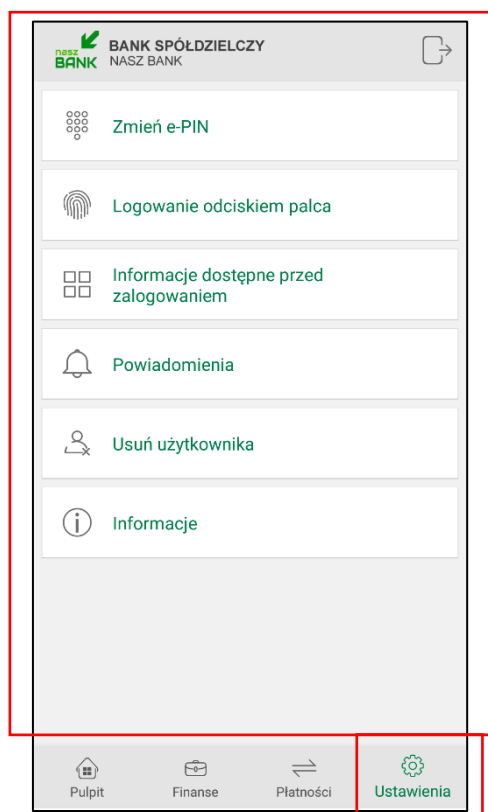 nasz
BANK
BANK SPÓŁDZIELCZY
NASZ BANK
Zmień e-PIN
Logowanie odciskiem palca
Informacje dostępne przed
zalogowaniem
Powiadomienia
Usuń użytkownika
Informacje
Pulpit
Finanse
Płatności
Ustawienia